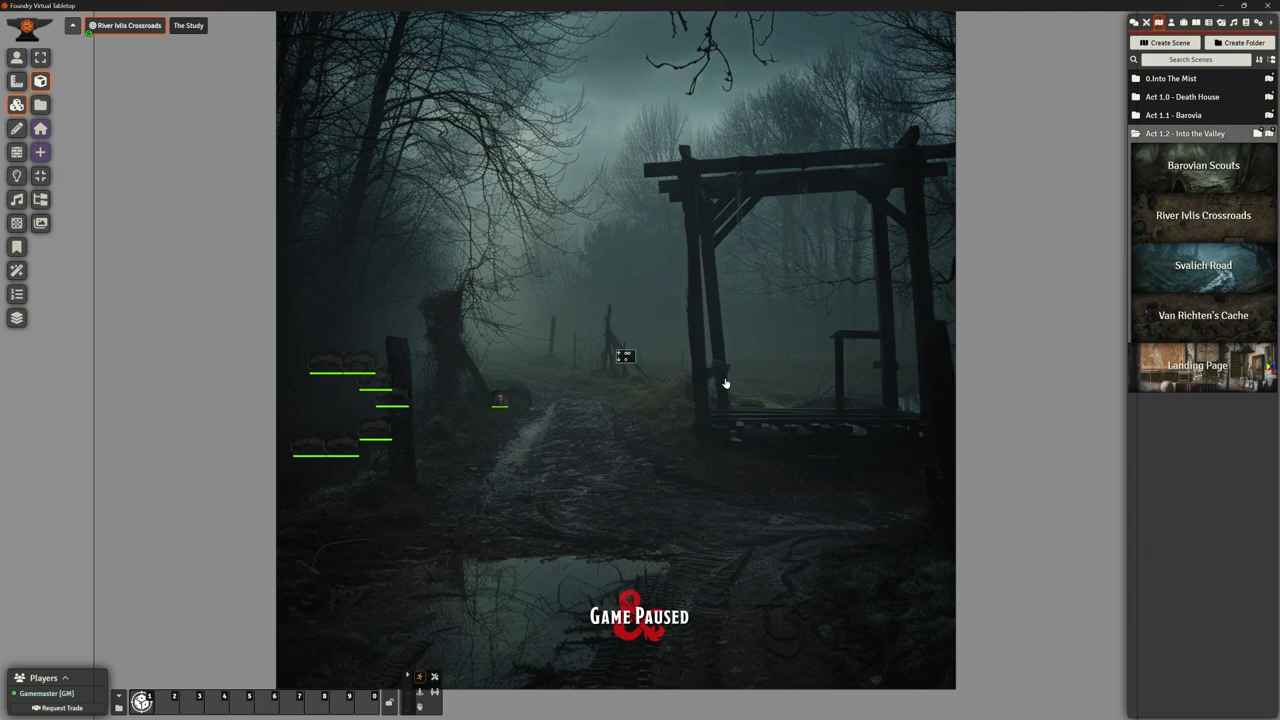 Foundry Virtual Tabletop
River Ivlis Crossroads
The Study
Create Scene
Create Folder
Search Scenes
0.Into The Mist
Act 1.0 - Death House
Act 1.1 - Barovia
Act 1.2 - Into the Valley
Barovian Scouts
River Ivlis Crossroads
Svalich Road
Van Richten's Cache
Landing Page
GAME PAUSED
Players
Gamemaster [GM]
Request Trade
1 2 3 4 5 6 7 8 9 0